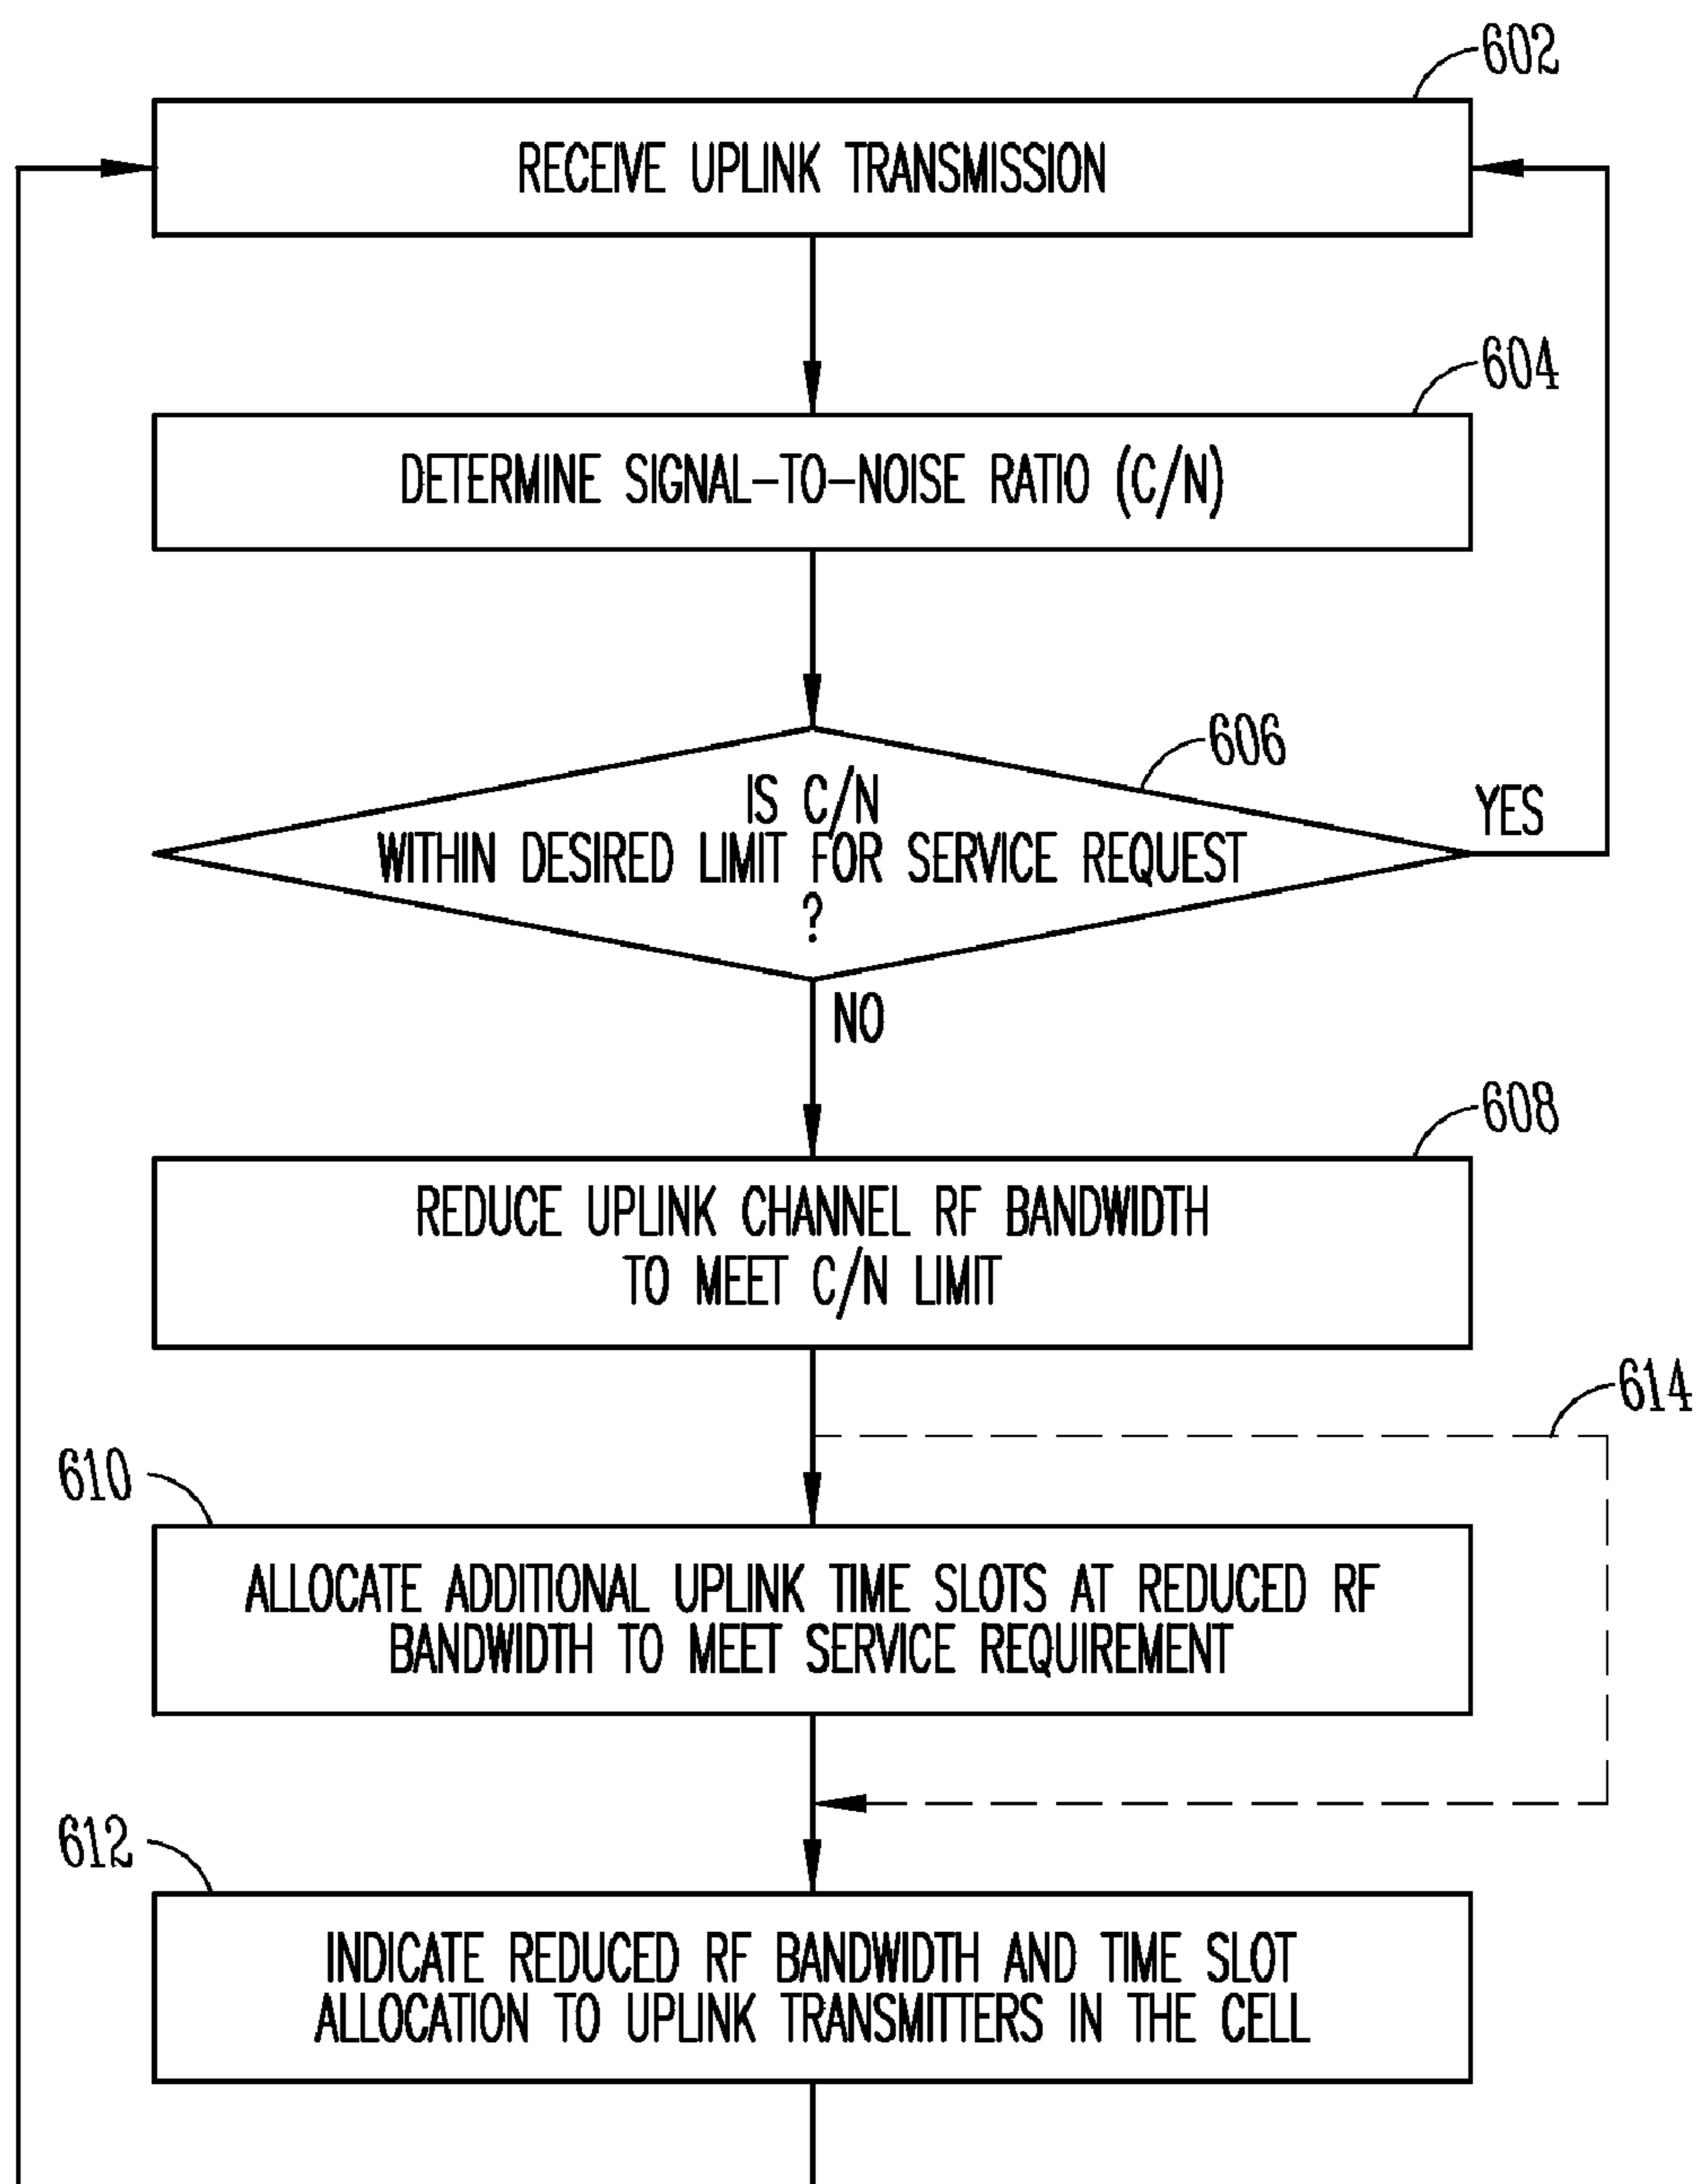 602
RECEIVE UPLINK TRANSMISSION
604
DETERMINE SIGNAL-TO-NOISE RATIO (C/N)
606
IS C/N
WITHIN DESIRED LIMIT FOR SERVICE REQUEST
?
YES
NO
608
REDUCE UPLINK CHANNEL RF BANDWIDTH
TO MEET C/N LIMIT
614
610
ALLOCATE ADDITIONAL UPLINK TIME SLOTS AT REDUCED RF
BANDWIDTH TO MEET SERVICE REQUIREMENT
612
INDICATE REDUCED RF BANDWIDTH AND TIME SLOT
ALLOCATION TO UPLINK TRANSMITTERS IN THE CELL